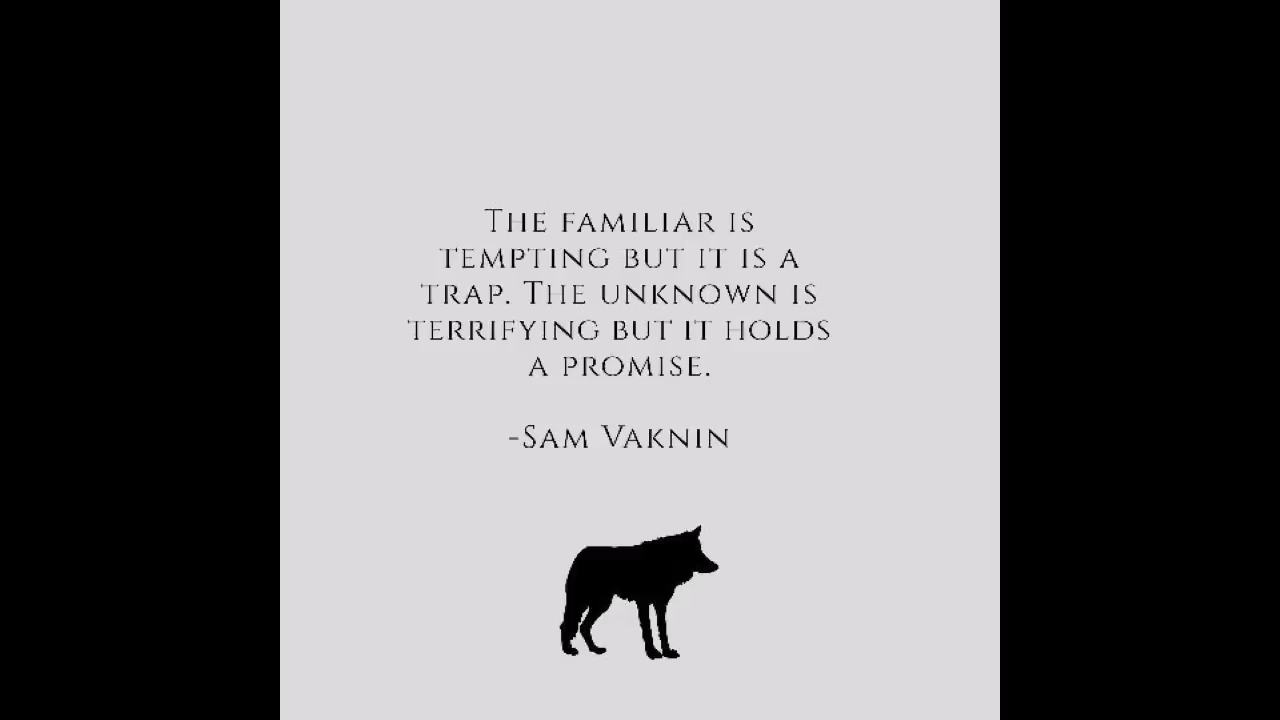 The familiar is
tempting but it is a
trap. The unknown is
terrifying but it holds
a promise.
-Sam Vaknin